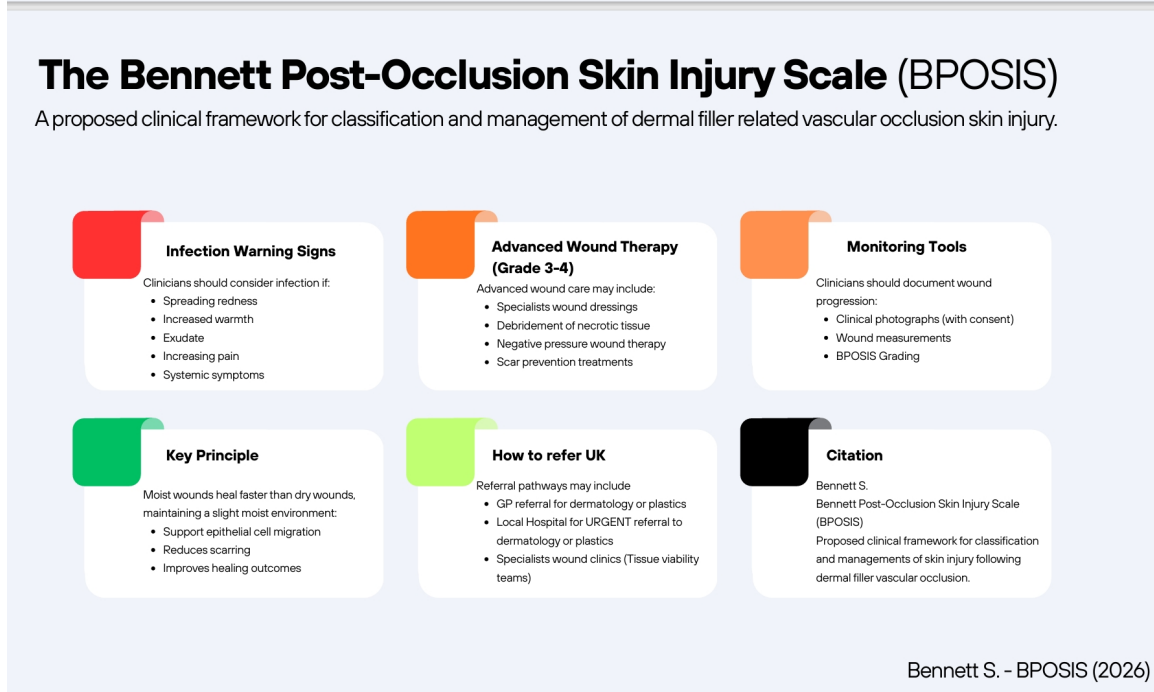 The Bennett Post-Occlusion Skin Injury Scale (BPOSIS)
A proposed clinical framework for classification and management of dermal filler related vascular occlusion skin injury.
Infection Warning Signs
Clinicians should consider infection if:
• Spreading redness
• Increased warmth
• Exudate
• Increasing pain
• Systemic symptoms
Advanced Wound Therapy
(Grade 3-4)
Advanced wound care may include:
• Specialists wound dressings
• Debridement of necrotic tissue
• Negative pressure wound therapy
• Scar prevention treatments
Monitoring Tools
Clinicians should document wound
progression:
• Clinical photographs (with consent)
• Wound measurements
• BPOSIS Grading
Key Principle
Moist wounds heal faster than dry wounds,
maintaining a slight moist environment:
• Support epithelial cell migration
• Reduces scarring
• Improves healing outcomes
How to refer UK
Referral pathways may include
• GP referral for dermatology or plastics
• Local Hospital for URGENT referral to
dermatology or plastics
• Specialists wound clinics (Tissue viability
teams)
Citation
Bennett S.
Bennett Post-Occlusion Skin Injury Scale
(BPOSIS)
Proposed clinical framework for classification
and managements of skin injury following
dermal filler vascular occlusion.
Bennett S. - BPOSIS (2026)